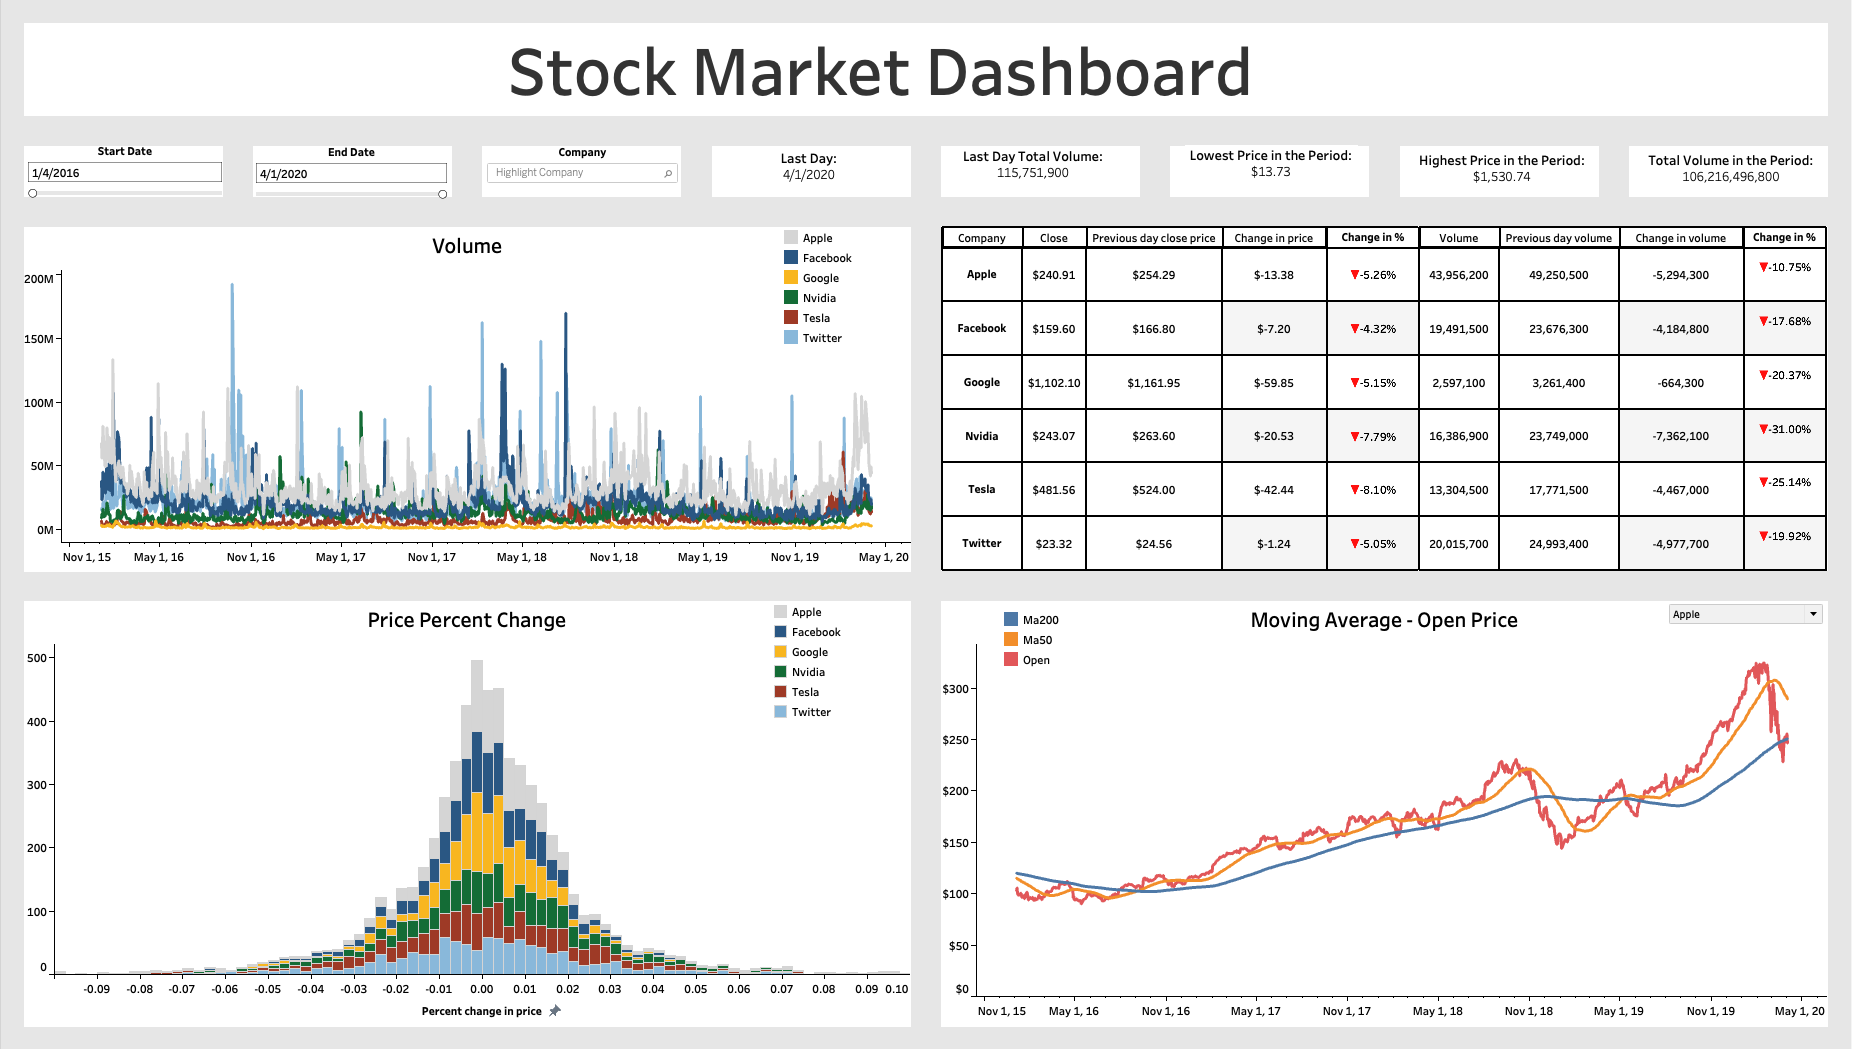 Stock Market Dashboard
Start Date
1/4/2016
End Date
4/1/2020
Company
Highlight Company
Last Day:
4/1/2020
Last Day Total Volume:
115,751,900
Lowest Price in the Period:
$13.73
Highest Price in the Period:
$1,530.74
Total Volume in the Period:
106,216,496,800
Volume
Apple
Facebook
Google
Nvidia
Tesla
Twitter
200M
150M
100M
50M
0M
Nov 1, 15 May 1, 16 Nov 1, 16 May 1, 17 Nov 1, 17 May 1, 18 Nov 1, 18 May 1, 19 Nov 1, 19 May 1, 20
Company Close Previous day close price Change in price Change in % Volume Previous day volume Change in volume Change in %
Apple $240.91 $254.29 $-13.38 ▼-5.26% 43,956,200 49,250,500 -5,294,300 ▼-10.75%
Facebook $159.60 $166.80 $-7.20 ▼-4.32% 19,491,500 23,676,300 -4,184,800 ▼-17.68%
Google $1,102.10 $1,161.95 $-59.85 ▼-5.15% 2,597,100 3,261,400 -664,300 ▼-20.37%
Nvidia $243.07 $263.60 $-20.53 ▼-7.79% 16,386,900 23,749,000 -7,362,100 ▼-31.00%
Tesla $481.56 $524.00 $-42.44 ▼-8.10% 13,304,500 17,771,500 -4,467,000 ▼-25.14%
Twitter $23.32 $24.56 $-1.24 ▼-5.05% 20,015,700 24,993,400 -4,977,700 ▼-19.92%
Price Percent Change
Apple
Facebook
Google
Nvidia
Tesla
Twitter
500
400
300
200
100
0
-0.09 -0.08 -0.07 -0.06 -0.05 -0.04 -0.03 -0.02 -0.01 0.00 0.01 0.02 0.03 0.04 0.05 0.06 0.07 0.08 0.09 0.10
Percent change in price
Moving Average - Open Price
Apple
Ma200
Ma50
Open
$300
$250
$200
$150
$100
$50
$0
Nov 1, 15 May 1, 16 Nov 1, 16 May 1, 17 Nov 1, 17 May 1, 18 Nov 1, 18 May 1, 19 Nov 1, 19 May 1, 20